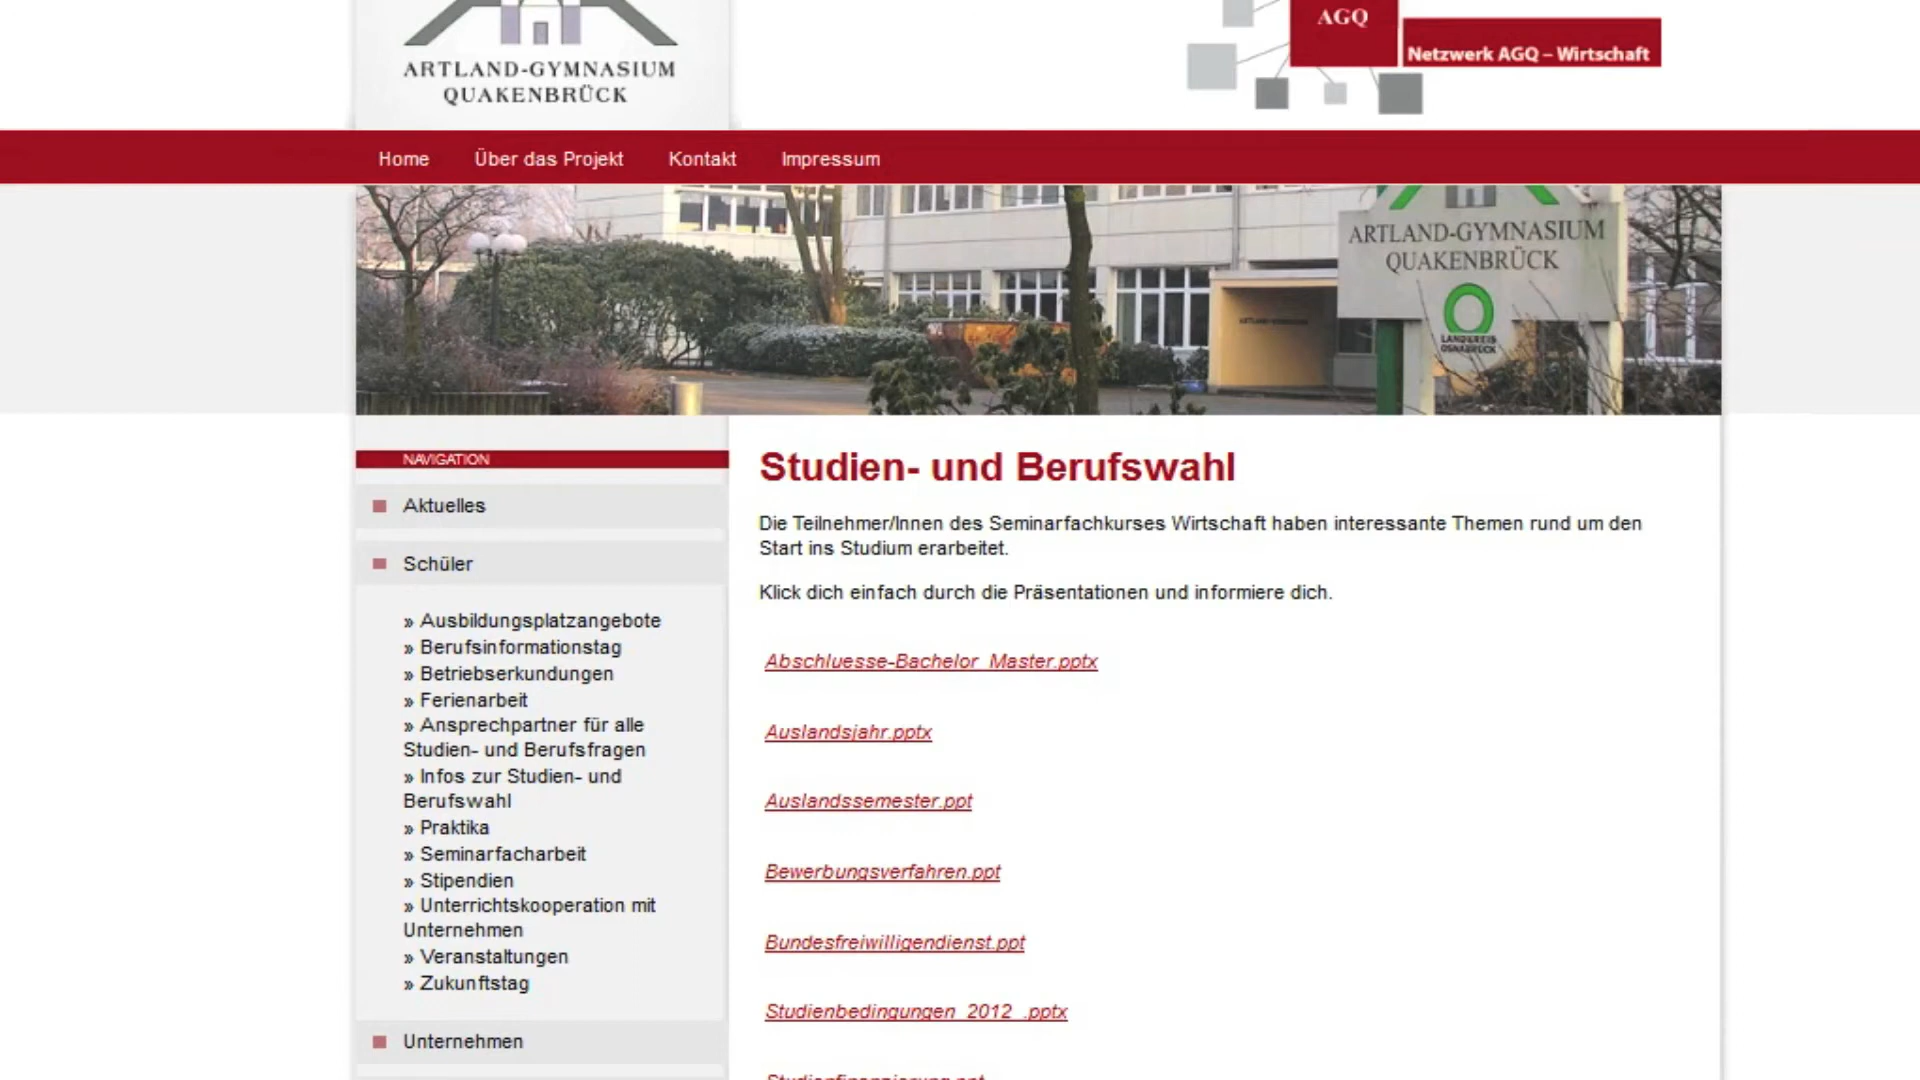 ARTLAND-GYMNASIUM
QUAKENBRÜCK
AGQ
Netzwerk AGQ – Wirtschaft
Home
Über das Projekt
Kontakt
Impressum
ARTLAND-GYMNASIUM
QUAKENBRÜCK
LANDKREIS
OSNABRÜCK
NAVIGATION
Aktuelles
Schüler
» Ausbildungsplatzangebote
» Berufsinformationstag
» Betriebserkundungen
» Ferienarbeit
» Ansprechpartner für alle
Studien- und Berufsfragen
» Infos zur Studien- und
Berufswahl
» Praktika
» Seminarfacharbeit
» Stipendien
» Unterrichtskooperation mit
Unternehmen
» Veranstaltungen
» Zukunftstag
Unternehmen
Studien- und Berufswahl
Die Teilnehmer/Innen des Seminarfachkurses Wirtschaft haben interessante Themen rund um den
Start ins Studium erarbeitet.
Klick dich einfach durch die Präsentationen und informiere dich.
Abschluesse-Bachelor_Master.pptx
Auslandsjahr.pptx
Auslandssemester.ppt
Bewerbungsverfahren.ppt
Bundesfreiwilligendienst.ppt
Studienbedingungen_2012_.pptx
Studienfinanzierung.ppt